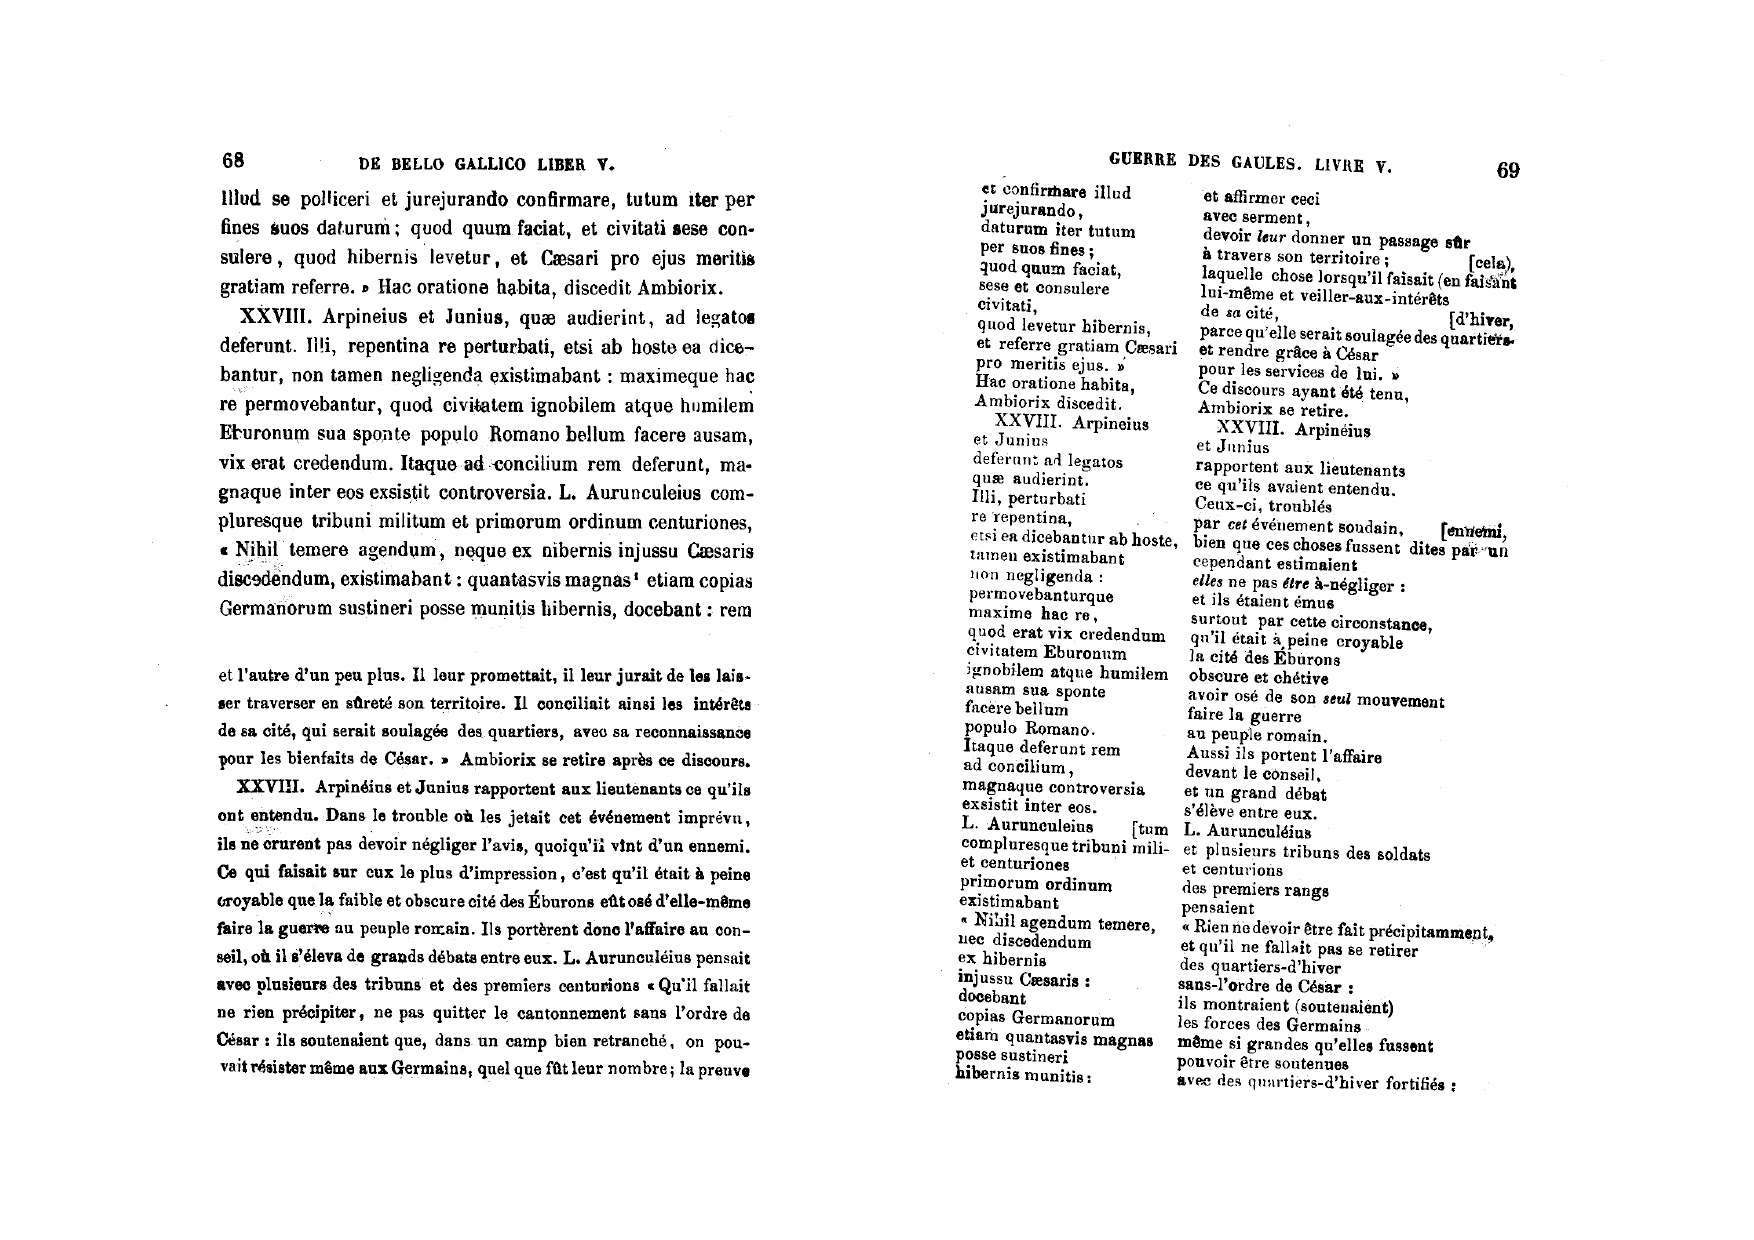 68 DE BELLO GALLICO LIBER V.
Illud se polliceri et jurejurando confirmare, tutum iter per
fines suos daturum ; quod quum faciat, et civitati sese con-
sulere, quod hibernis levetur, et Cæsari pro ejus meritis
gratiam referre. » Hac oratione habita, discedit Ambiorix.
XXVIII. Arpineius et Junius, quæ audierint, ad legatos
deferunt. Illi, repentina re perturbati, etsi ab hoste ea dice-
bantur, non tamen negligenda existimabant : maximeque hac
re permovebantur, quod civitatem ignobilem atque humilem
Eburonum sua sponte populo Romano bellum facere ausam,
vix erat credendum. Itaque ad concilium rem deferunt, ma-
gnaque inter eos exsistit controversia. L. Aurunculeius com-
pluresque tribuni militum et primorum ordinum centuriones,
« Nihil temere agendum, neque ex hibernis injussu Cæsaris
discedendum, existimabant : quantasvis magnas¹ etiam copias
Germanorum sustineri posse munitis hibernis, docebant : rem
et l'autre d'un peu plus. Il leur promettait, il leur jurait de les lais-
ser traverser en sûreté son territoire. Il conciliait ainsi les intérêts
de sa cité, qui serait soulagée des quartiers, avec sa reconnaissance
pour les bienfaits de César. » Ambiorix se retire après ce discours.
XXVIII. Arpinéius et Junius rapportent aux lieutenants ce qu'ils
ont entendu. Dans le trouble où les jetait cet événement imprévu,
ils ne crurent pas devoir négliger l'avis, quoiqu'il vînt d'un ennemi.
Ce qui faisait sur eux le plus d'impression, c'est qu'il était à peine
croyable que la faible et obscure cité des Éburons eût osé d'elle-même
faire la guerre au peuple romain. Ils portèrent donc l'affaire au con-
seil, où il s'éleva de grands débats entre eux. L. Aurunculéius pensait
avec plusieurs des tribuns et des premiers centurions « Qu'il fallait
ne rien précipiter, ne pas quitter le cantonnement sans l'ordre de
César : ils soutenaient que, dans un camp bien retranché, on pou-
vait résister même aux Germains, quel que fût leur nombre ; la preuve
GUERRE DES GAULES. LIVRE V. 69
et confirmare illud
jurejurando,
daturum iter tutum
per suos fines ;
quod quum faciat,
sese et consulere
civitati,
quod levetur hibernis,
et referre gratiam Cæsari
pro meritis ejus. »
Hac oratione habita,
Ambiorix discedit.
XXVIII. Arpineius
et Junius
deferunt ad legatos
quæ audierint.
Illi, perturbati
re repentina,
etsi ea dicebantur ab hoste,
tamen existimabant
non negligenda :
permovebanturque
maxime hac re,
quod erat vix credendum
civitatem Eburonum
ignobilem atque humilem
ausam sua sponte
facere bellum
populo Romano.
Itaque deferunt rem
ad concilium,
magnaque controversia
exsistit inter eos.
L. Aurunculeius [tum
compluresque tribuni mili-
et centuriones
primorum ordinum
existimabant
« Nihil agendum temere,
nec discedendum
ex hibernis
injussu Cæsaris :
docebant
copias Germanorum
etiam quantasvis magnas
posse sustineri
hibernis munitis :
et affirmer ceci
avec serment,
devoir leur donner un passage sûr
à travers son territoire ; [cela),
laquelle chose lorsqu'il faisait (en faisant
lui-même et veiller-aux-intérêts
de sa cité, [d'hiver,
parce qu'elle serait soulagée des quartiers-
et rendre grâce à César
pour les services de lui. »
Ce discours ayant été tenu,
Ambiorix se retire.
XXVIII. Arpinéius
et Junius
rapportent aux lieutenants
ce qu'ils avaient entendu.
Ceux-ci, troublés
par cet événement soudain, [ennemi,
bien que ces choses fussent dites par un
cependant estimaient
elles ne pas être à-négliger :
et ils étaient émus
surtout par cette circonstance,
qu'il était à peine croyable
la cité des Éburons
obscure et chétive
avoir osé de son seul mouvement
faire la guerre
au peuple romain.
Aussi ils portent l'affaire
devant le conseil,
et un grand débat
s'élève entre eux.
L. Aurunculéius
et plusieurs tribuns des soldats
et centurions
des premiers rangs
pensaient
« Rien ne devoir être fait précipitamment,
et qu'il ne fallait pas se retirer
des quartiers-d'hiver
sans-l'ordre de César :
ils montraient (soutenaient)
les forces des Germains
même si grandes qu'elles fussent
pouvoir être soutenues
avec des quartiers-d'hiver fortifiés :